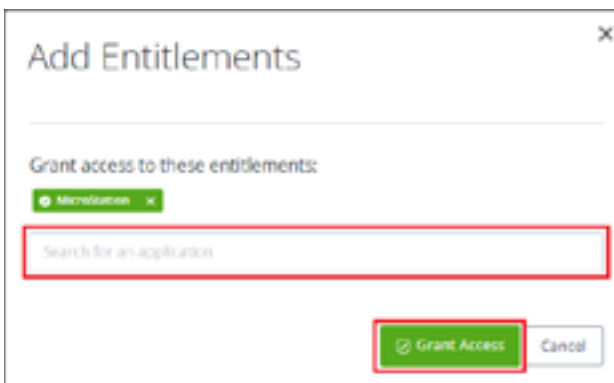 Add Entitlements
Grant access to these entitlements:
MicroStation
Search for an application
Grant Access Cancel